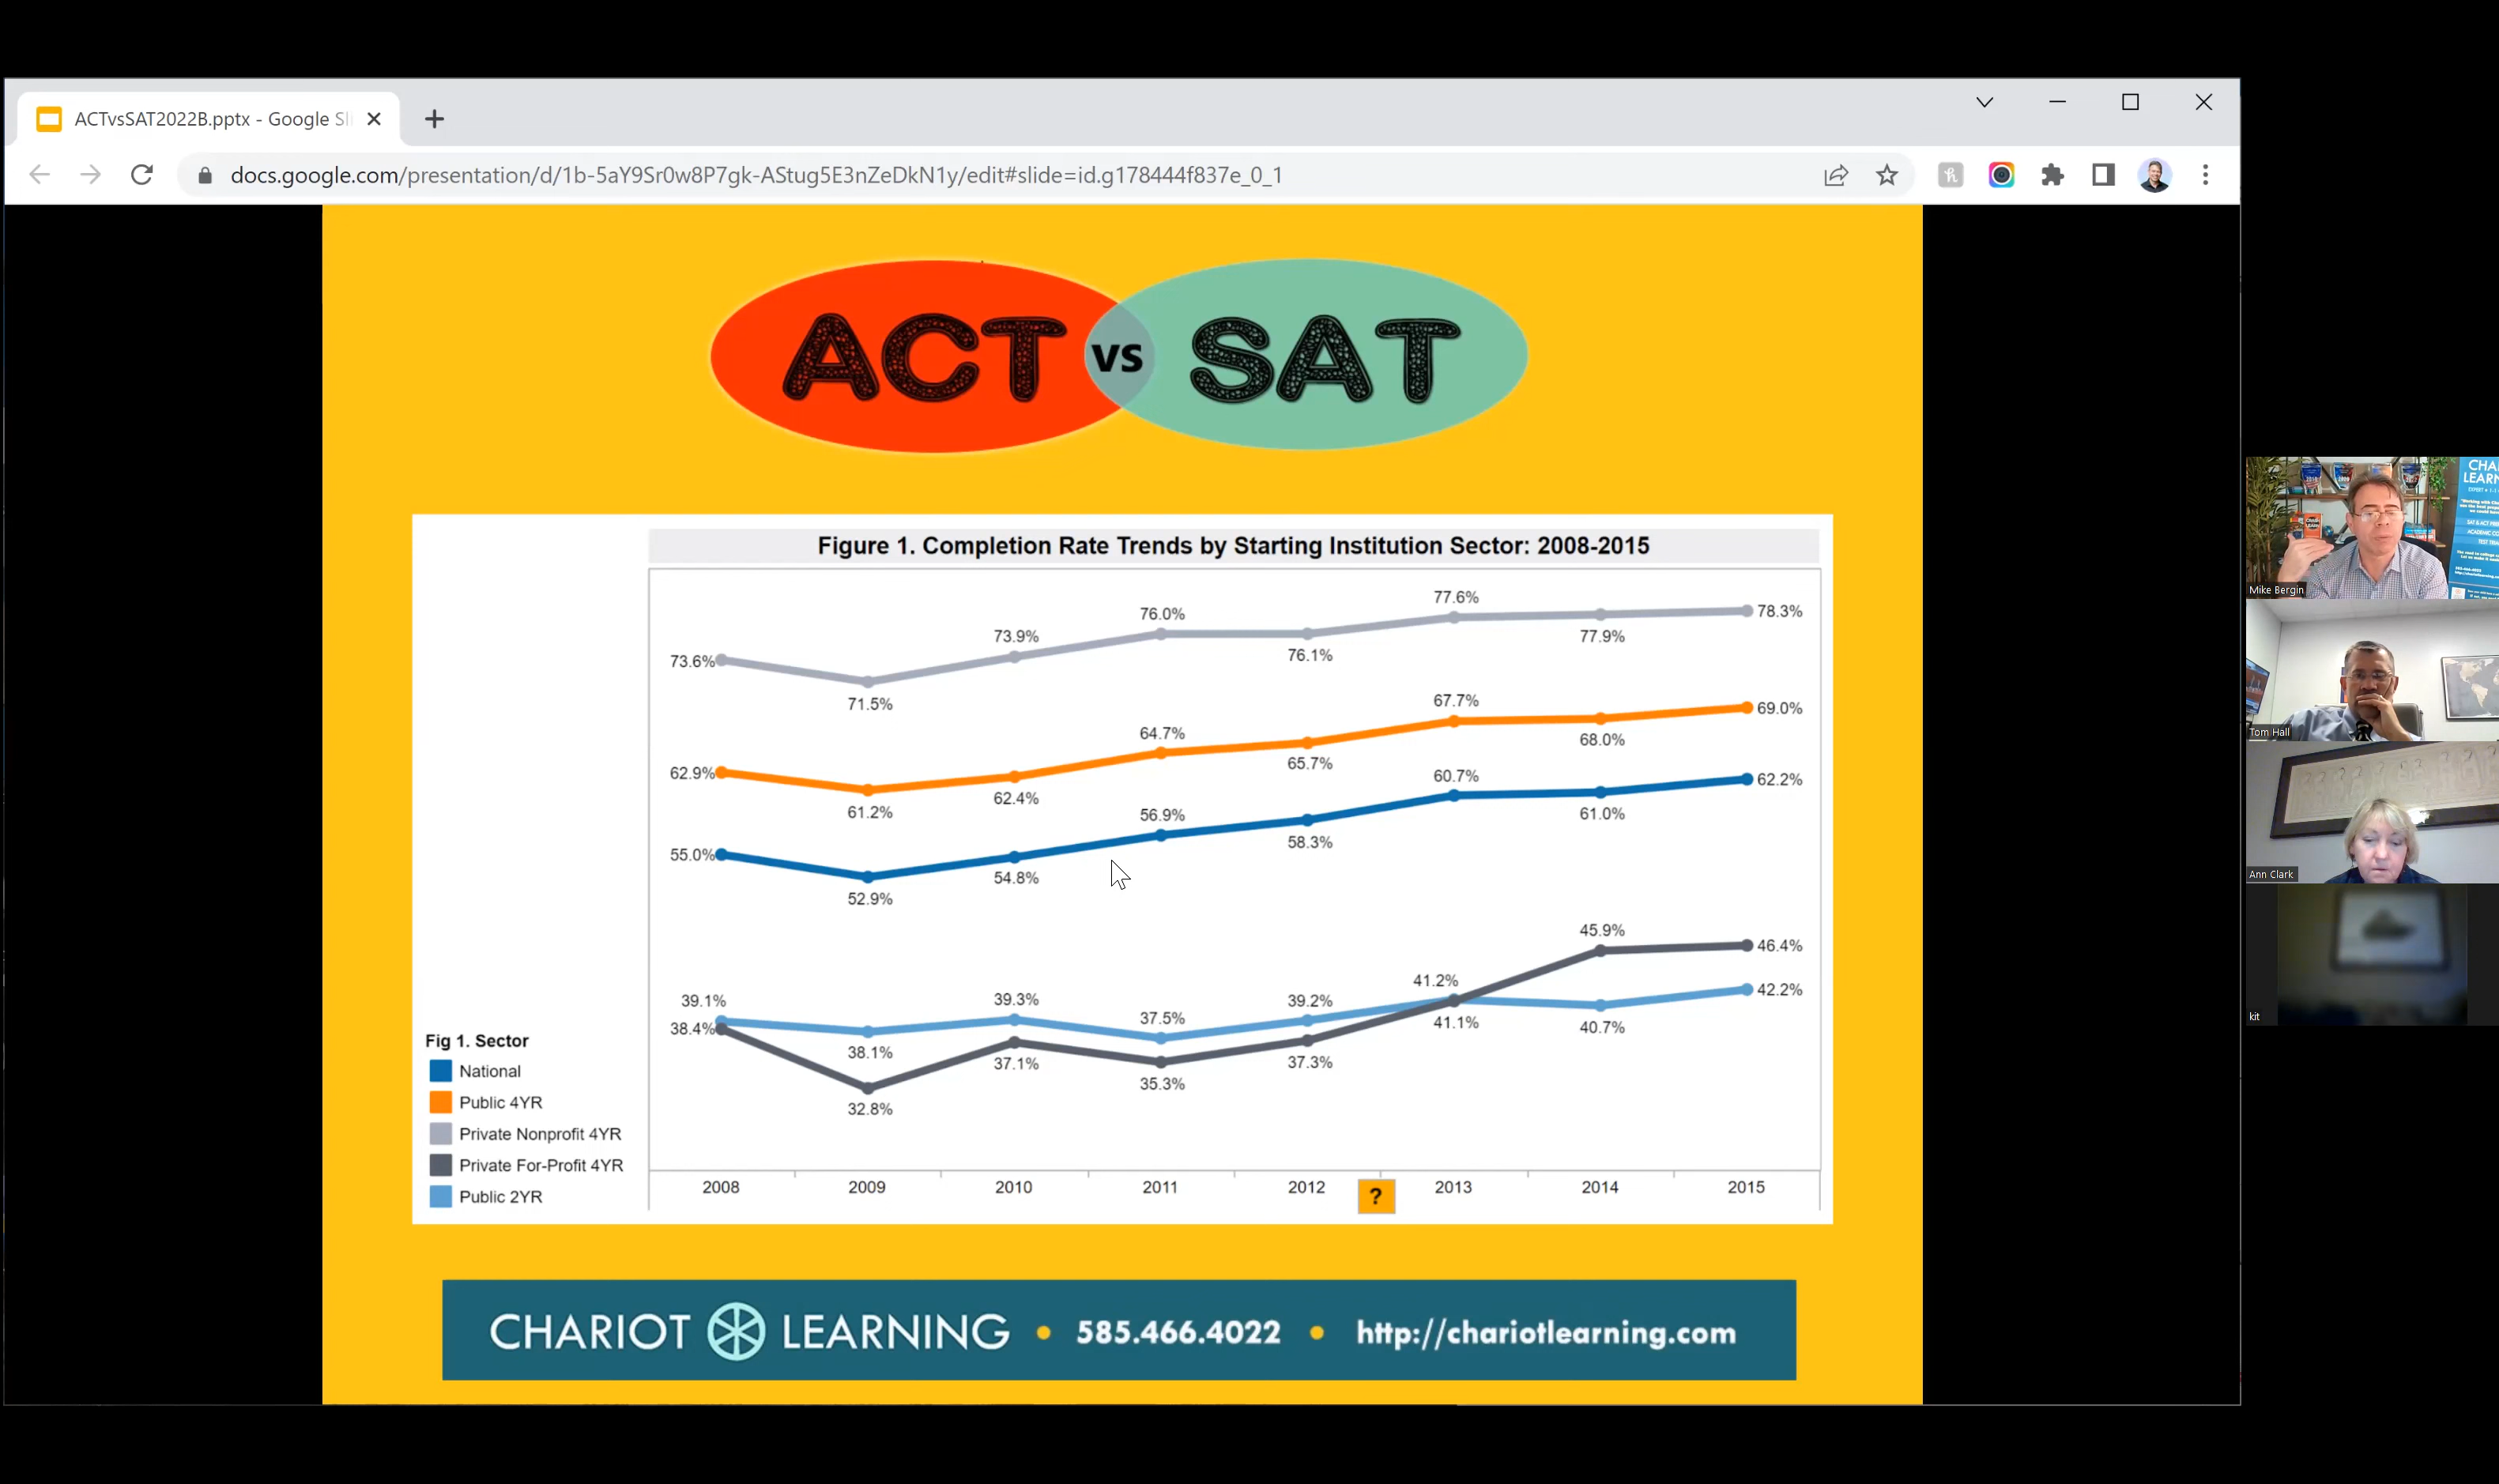 ACTvsSAT2022B.pptx - Google Sl
docs.google.com/presentation/d/1b-5aY9Sr0w8P7gk-AStug5E3nZeDkN1y/edit#slide=id.g178444f837e_0_1
ACT vs SAT
Figure 1. Completion Rate Trends by Starting Institution Sector: 2008-2015
73.6% 71.5% 73.9% 76.0% 76.1% 77.6% 77.9% 78.3%
62.9% 61.2% 62.4% 64.7% 65.7% 67.7% 68.0% 69.0%
55.0% 52.9% 54.8% 56.9% 58.3% 60.7% 61.0% 62.2%
39.1% 38.1% 39.3% 37.5% 39.2% 41.2% 40.7% 42.2%
38.4% 32.8% 37.1% 35.3% 37.3% 41.1% 45.9% 46.4%
Fig 1. Sector
National
Public 4YR
Private Nonprofit 4YR
Private For-Profit 4YR
Public 2YR
2008 2009 2010 2011 2012 ? 2013 2014 2015
CHARIOT LEARNING • 585.466.4022 • http://chariotlearning.com
CHA
LEARN
Mike Bergin
Tom Hall
Ann Clark
kit